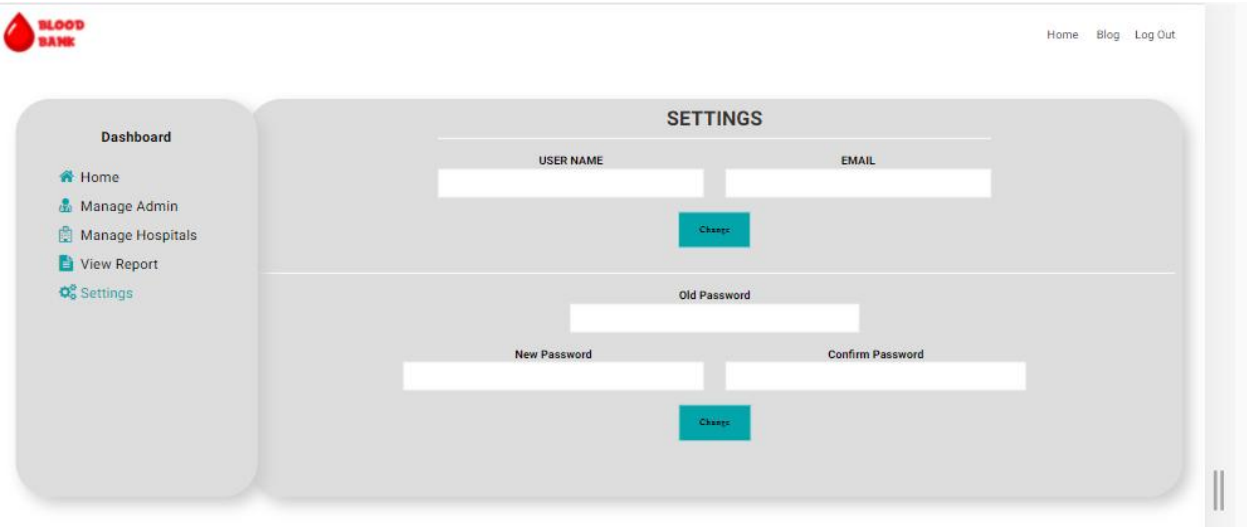 BLOOD
BANK
Home Blog Log Out
Dashboard
Home
Manage Admin
Manage Hospitals
View Report
Settings
SETTINGS
USER NAME EMAIL
Change
Old Password
New Password Confirm Password
Change